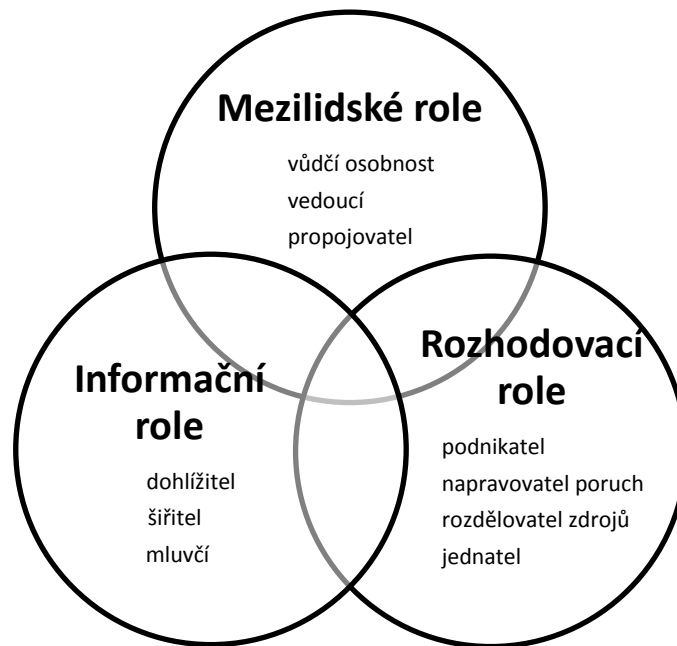 Mezilidské role
vůdčí osobnost
vedoucí
propojovatel
Informační
role
dohlížitel
šiřitel
mluvčí
Rozhodovací
role
podnikatel
napravovatel poruch
rozdělovatel zdrojů
jednatel